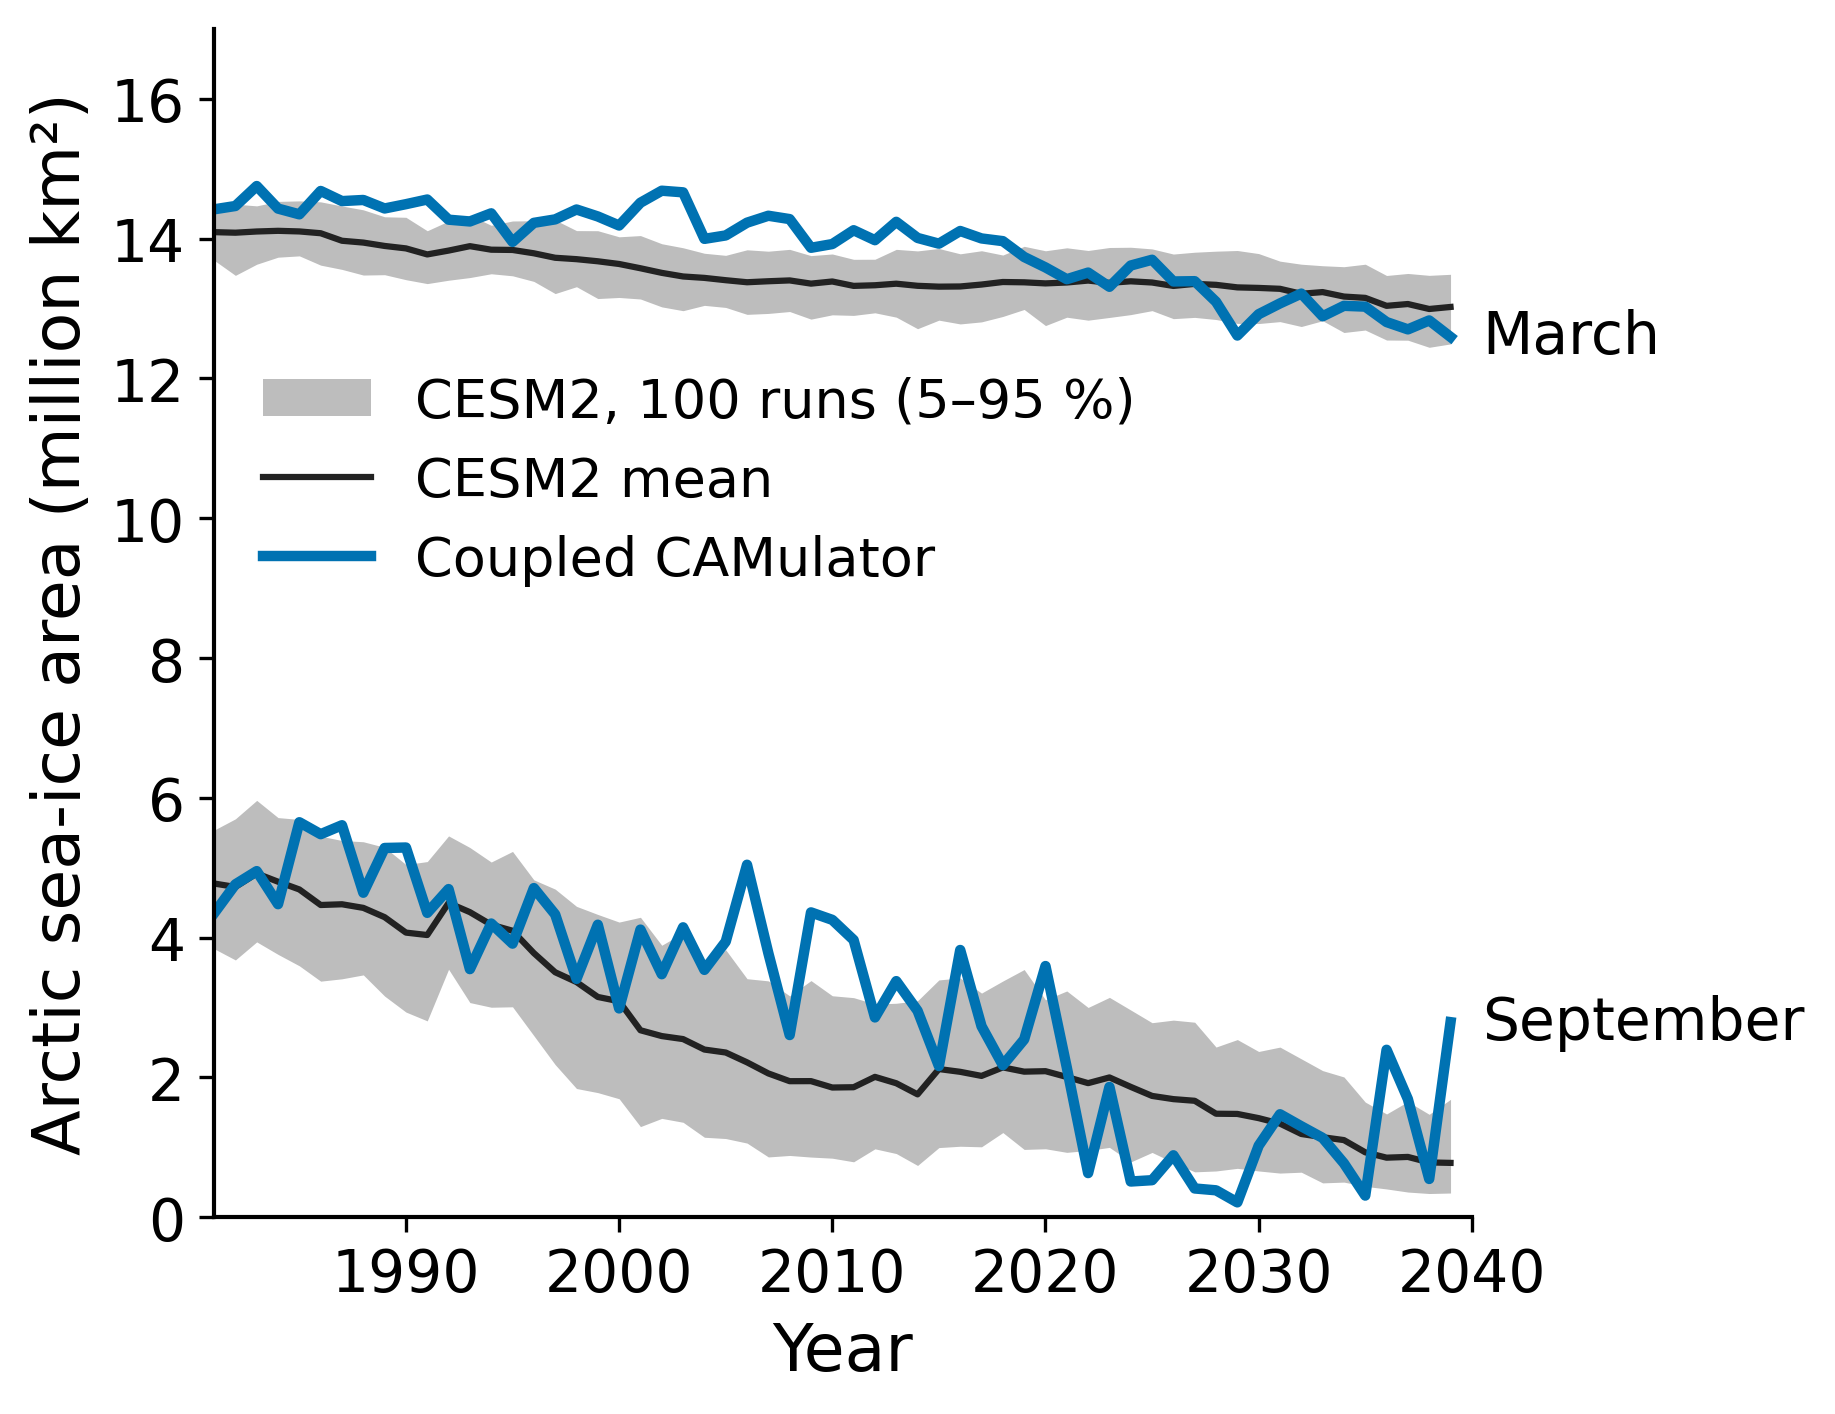 Arctic sea-ice area (million km²)
16
14
12
10
8
6
4
2
0
March
CESM2, 100 runs (5–95 %)
CESM2 mean
Coupled CAMulator
September
1990 2000 2010 2020 2030 2040
Year